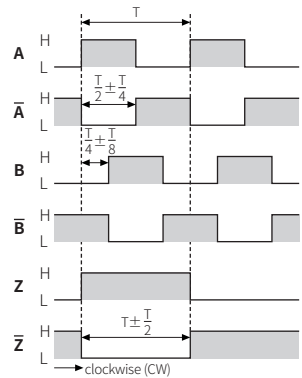 T
A H
L
A̅ H T/2 ± T/4
L
T/4 ± T/8
B H
L
B̅ H
L
Z H
L
Z̅ H T ± T/2
L
clockwise (CW)